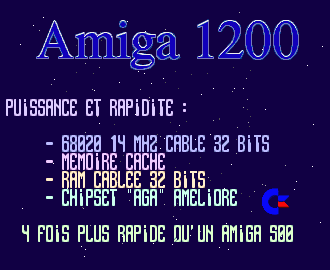 Amiga 1200
PUISSANCE ET RAPIDITE :
- 68020 14 MHZ CABLE 32 BITS
- MEMOIRE CACHE
- RAM CABLEE 32 BITS
- CHIPSET "AGA" AMELIORE
4 FOIS PLUS RAPIDE QU'UN AMIGA 500